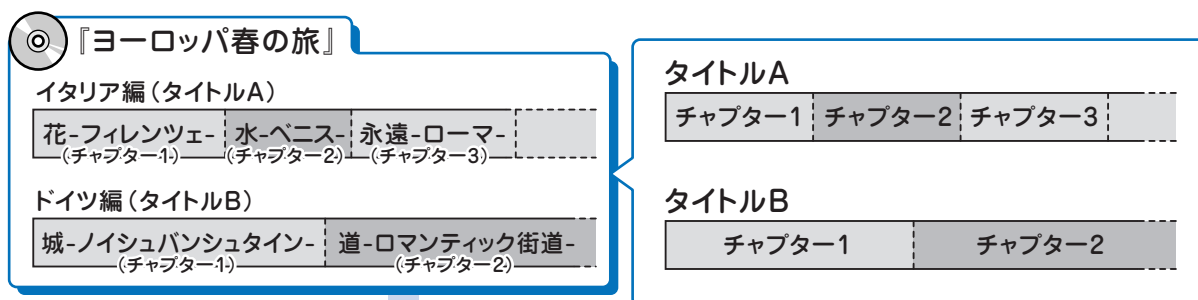 『ヨーロッパ春の旅』
イタリア編(タイトルA)
花-フィレンツェ- 水-ベニス- 永遠-ローマ-
(チャプター1) (チャプター2) (チャプター3)
ドイツ編(タイトルB)
城-ノイシュバンシュタイン- 道-ロマンティック街道-
(チャプター1) (チャプター2)
タイトルA
チャプター1 チャプター2 チャプター3
タイトルB
チャプター1 チャプター2